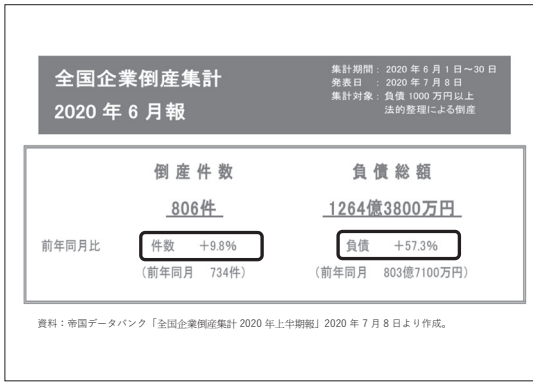 全国企業倒産集計
2020 年 6 月報
集計期間： 2020 年 6 月 1 日～30 日
発表日　： 2020 年 7 月 8 日
集計対象： 負債 1000 万円以上
法的整理による倒産
倒産件数
806件
負債総額
1264億3800万円
前年同月比
件数　+9.8%
(前年同月　734件)
負債　+57.3%
(前年同月　803億7100万円)
資料：帝国データバンク「全国企業倒産集計 2020 年上半期報」2020 年 7 月 8 日より作成。